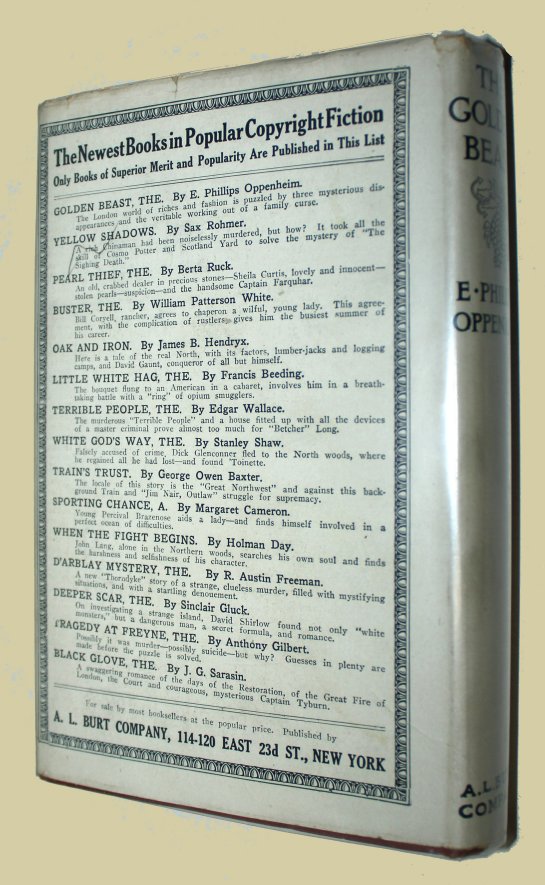 The Newest Books in Popular Copyright Fiction
Only Books of Superior Merit and Popularity Are Published in This List
GOLDEN BEAST, THE. By E. Phillips Oppenheim.
The London world of riches and fashion is puzzled by three mysterious dis-
appearances and the veritable working out of a family curse.
YELLOW SHADOWS. By Sax Rohmer.
A rich Chinaman had been noiselessly murdered, but how? It took all the
skill of Cosmo Potter and Scotland Yard to solve the mystery of "The
Sighing Death."
PEARL THIEF, THE. By Berta Ruck.
An old, crabbed dealer in precious stones—Sheila Curtis, lovely and innocent—
stolen pearls—suspicion—and the handsome Captain Farquhar.
BUSTER, THE. By William Patterson White.
Bill Coryell, rancher, agrees to chaperon a wilful, young lady. This agree-
ment, with the complication of rustlers, gives him the busiest summer of
his career.
OAK AND IRON. By James B. Hendryx.
Here is a tale of the real North, with its factors, lumber-jacks and logging
camps, and David Gaunt, conqueror of all but himself.
LITTLE WHITE HAG, THE. By Francis Beeding.
The bouquet flung to an American in a cabaret, involves him in a breath-
taking battle with a "ring" of opium smugglers.
TERRIBLE PEOPLE, THE. By Edgar Wallace.
The murderous "Terrible People" and a house fitted up with all the devices
of a master criminal prove almost too much for "Betcher" Long.
WHITE GOD'S WAY, THE. By Stanley Shaw.
Falsely accused of crime, Dick Glenconner fled to the North woods, where
he regained all he had lost—and found 'Toinette.
TRAIN'S TRUST. By George Owen Baxter.
The locale of this story is the "Great Northwest" and against this back-
ground Train and "Jim Nair, Outlaw" struggle for supremacy.
SPORTING CHANCE, A. By Margaret Cameron.
Young Percival Brazenose aids a lady—and finds himself involved in a
perfect ocean of difficulties.
WHEN THE FIGHT BEGINS. By Holman Day.
John Lang, alone in the Northern woods, searches his own soul and finds
the harshness and selfishness of his character.
D'ARBLAY MYSTERY, THE. By R. Austin Freeman.
A new "Thorndyke" story of a strange, clueless murder, filled with mystifying
situations, and with a startling denouement.
DEEPER SCAR, THE. By Sinclair Gluck.
On investigating a strange island, David Shirlow found not only "white
monsters," but a dangerous man, a secret formula, and romance.
TRAGEDY AT FREYNE, THE. By Anthony Gilbert.
Possibly it was murder—possibly suicide—but why? Guesses in plenty are
made before the puzzle is solved.
BLACK GLOVE, THE. By J. G. Sarasin.
A swaggering romance of the days of the Restoration, of the Great Fire of
London, the Court and courageous, mysterious Captain Tyburn.
For sale by most booksellers at the popular price. Published by
A. L. BURT COMPANY, 114-120 EAST 23d ST., NEW YORK
TH
GOLD
BEA
E·PHIL
OPPEN
A.L.B
COMP